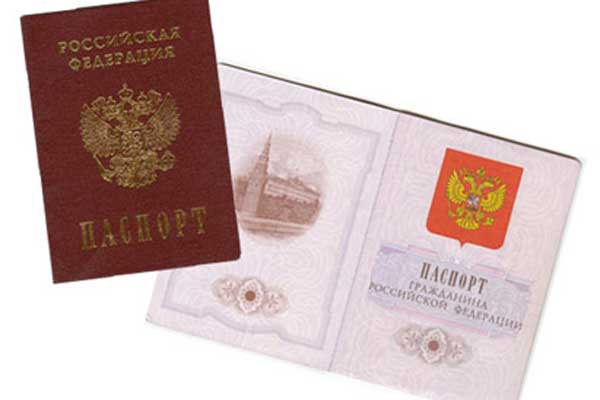 РОССИЙСКАЯ
ФЕДЕРАЦИЯ
ПАСПОРТ
ПАСПОРТ
ГРАЖДАНИНА
РОССИЙСКОЙ ФЕДЕРАЦИИ